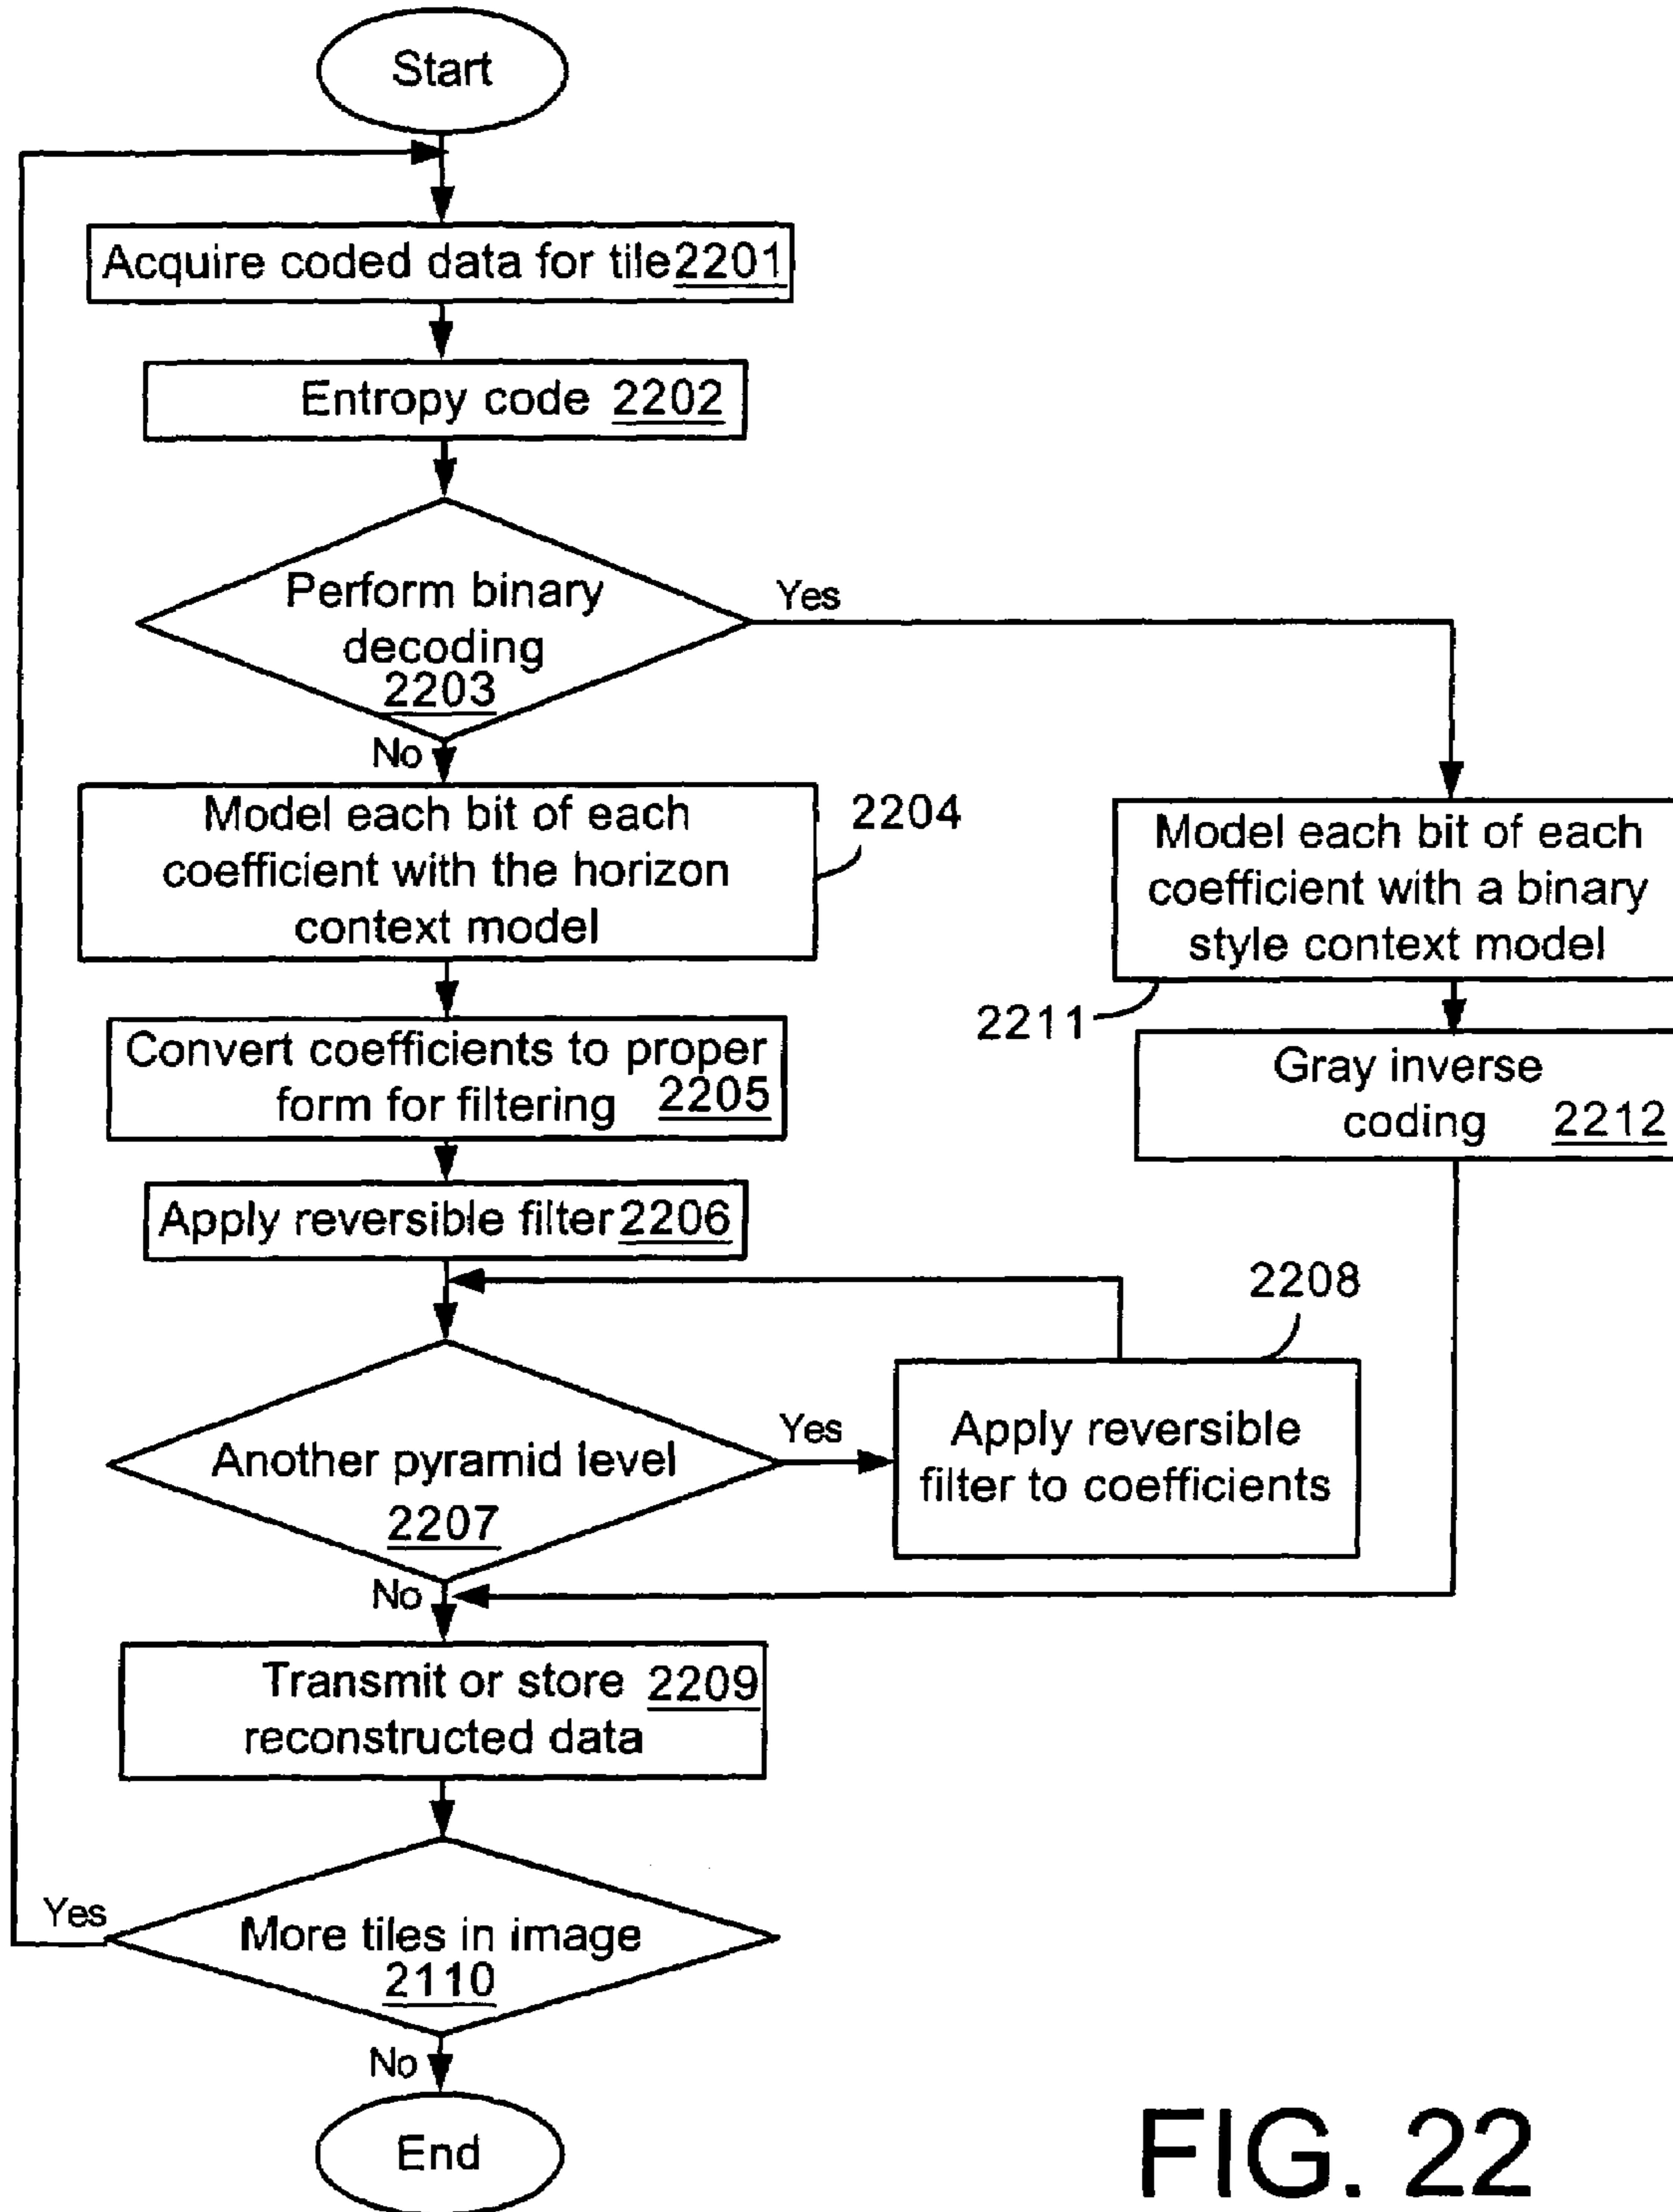 Start
Acquire coded data for tile 2201
Entropy code 2202
Perform binary
decoding
2203
Yes
No
Model each bit of each
coefficient with the horizon
context model
2204
Model each bit of each
coefficient with a binary
style context model
2211
Convert coefficients to proper
form for filtering 2205
Gray inverse
coding 2212
Apply reversible filter 2206
2208
Another pyramid level
2207
Yes
Apply reversible
filter to coefficients
No
Transmit or store 2209
reconstructed data
Yes
More tiles in image
2110
No
End
FIG. 22